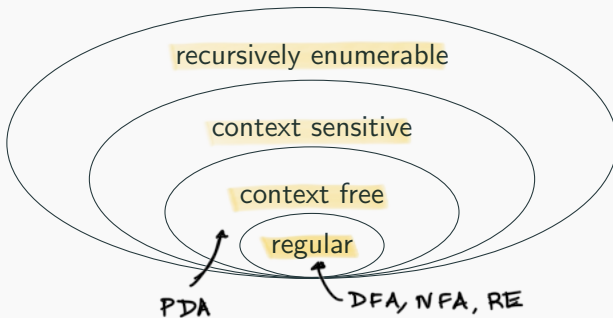 recursively enumerable
context sensitive
context free
regular
PDA
DFA, NFA, RE